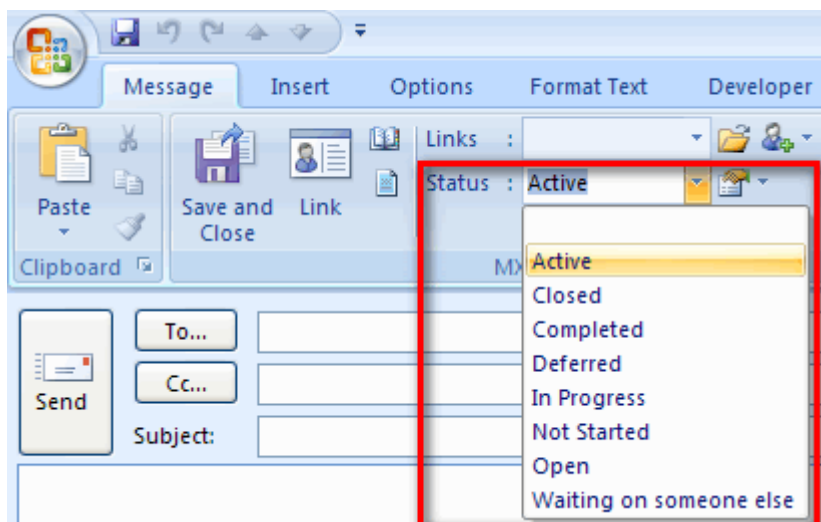 Message Insert Options Format Text Developer
Links :
Status : Active
Paste
Save and Close
Link
Clipboard
MX
Active
Closed
Completed
Deferred
In Progress
Not Started
Open
Waiting on someone else
Send
To...
Cc...
Subject: